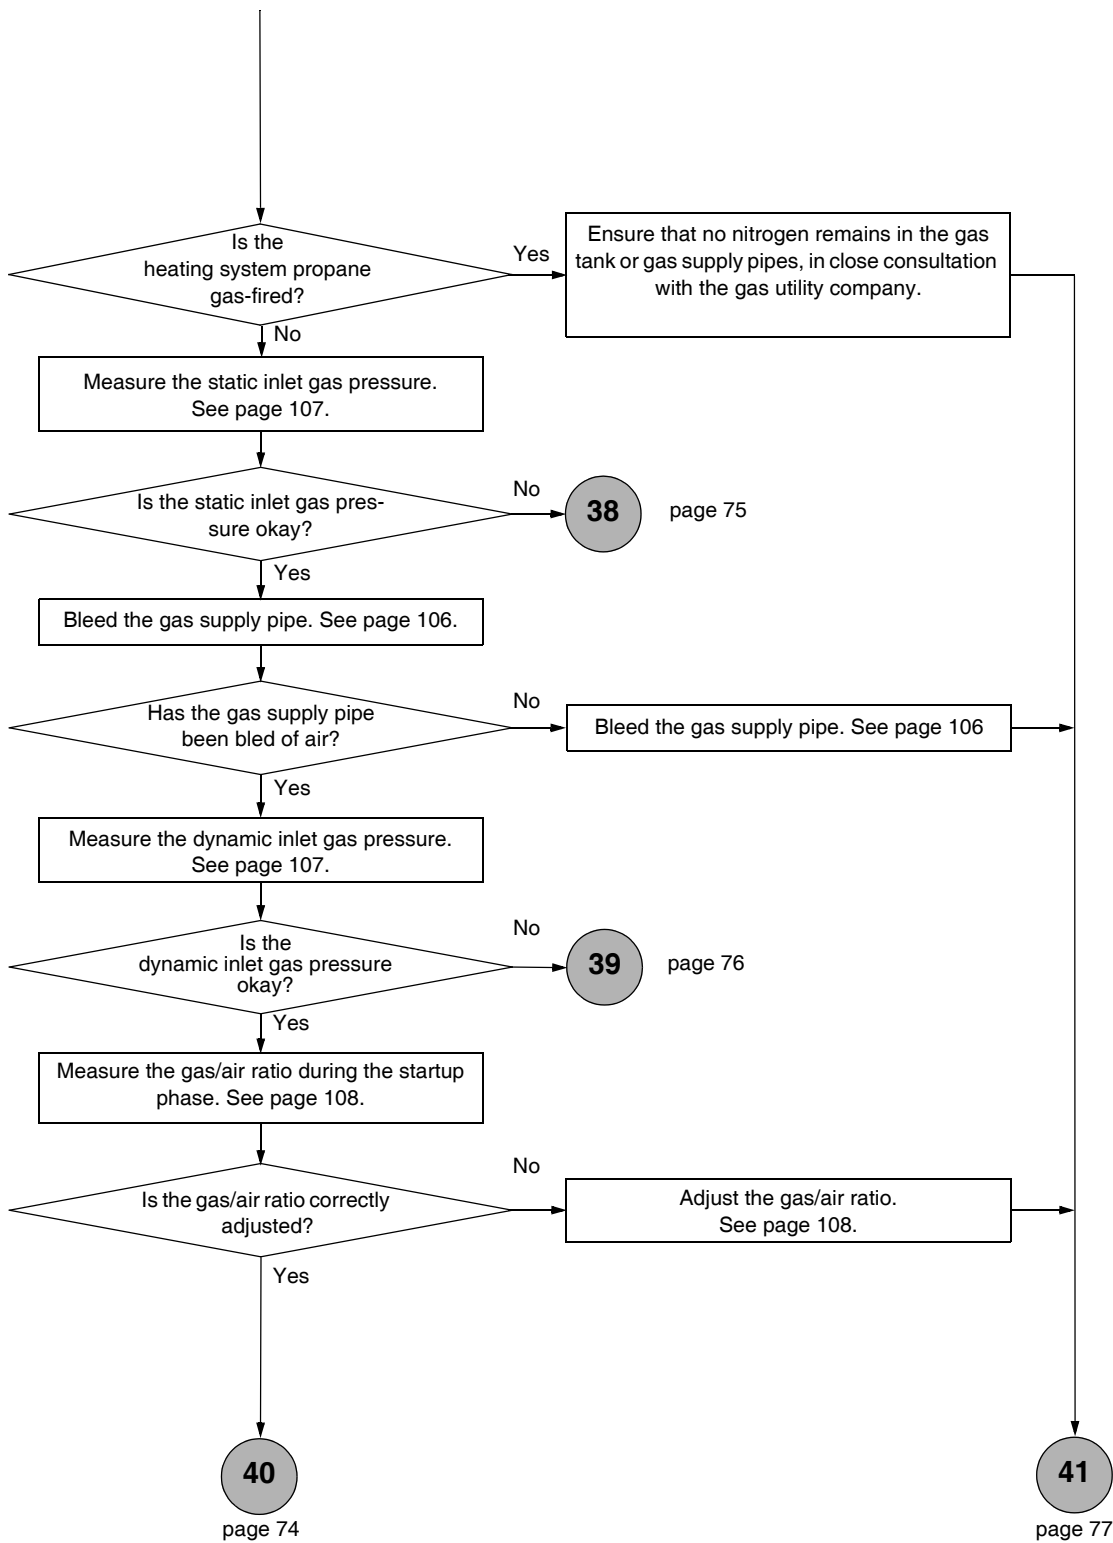 Is the
heating system propane
gas-fired?
Yes
Ensure that no nitrogen remains in the gas
tank or gas supply pipes, in close consultation
with the gas utility company.
No
Measure the static inlet gas pressure.
See page 107.
Is the static inlet gas pres-
sure okay?
No
38
page 75
Yes
Bleed the gas supply pipe. See page 106.
Has the gas supply pipe
been bled of air?
No
Bleed the gas supply pipe. See page 106
Yes
Measure the dynamic inlet gas pressure.
See page 107.
Is the
dynamic inlet gas pressure
okay?
No
39
page 76
Yes
Measure the gas/air ratio during the startup
phase. See page 108.
Is the gas/air ratio correctly
adjusted?
No
Adjust the gas/air ratio.
See page 108.
Yes
40
page 74
41
page 77